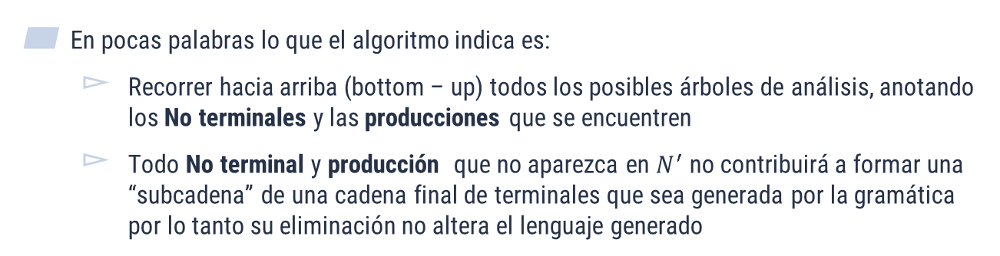 En pocas palabras lo que el algoritmo indica es:
Recorrer hacia arriba (bottom – up) todos los posibles árboles de análisis, anotando
los No terminales y las producciones que se encuentren
Todo No terminal y producción que no aparezca en N′ no contribuirá a formar una
“subcadena” de una cadena final de terminales que sea generada por la gramática
por lo tanto su eliminación no altera el lenguaje generado